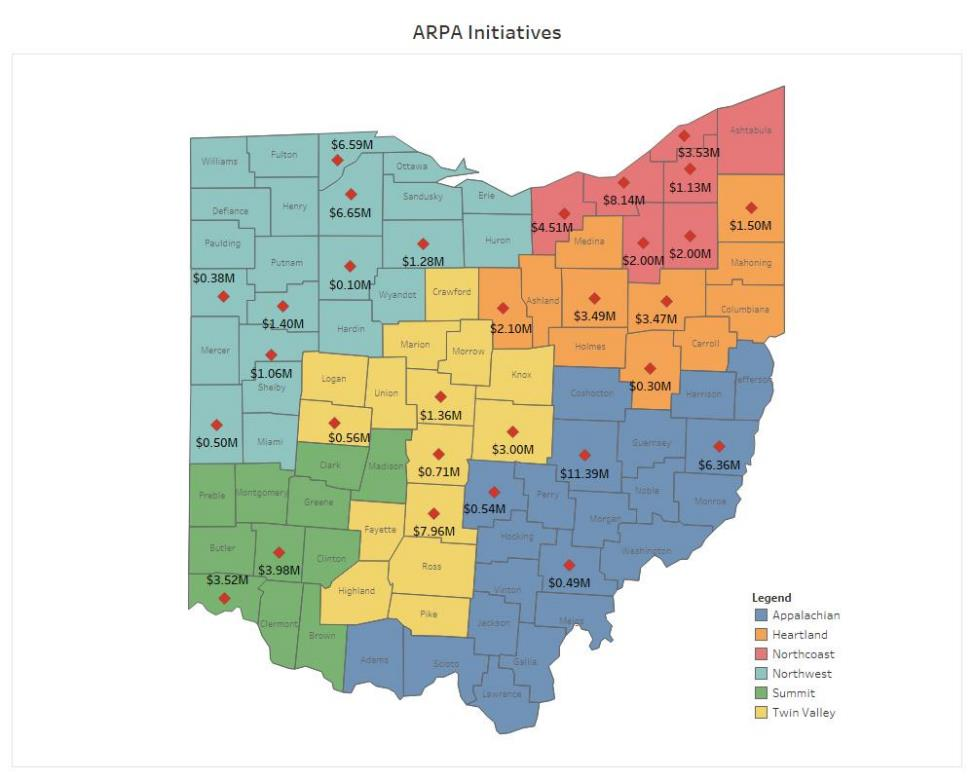 ARPA Initiatives
Ashtabula
$6.59M
$3.53M
Williams
Fulton
Ottawa
$1.13M
Sandusky
Erie
$8.14M
Defiance
Henry
$6.65M
$4.51M
$1.50M
Paulding
Huron
Medina
$2.00M
$2.00M
Putnam
$1.28M
Mahoning
$0.38M
$0.10M
Wyandot
Crawford
Ashland
$1.40M
$2.10M
$3.49M
$3.47M
Columbiana
Hardin
Mercer
Marion
Morrow
Holmes
Carroll
$1.06M
Shelby
Logan
Union
Knox
$0.30M
Jefferson
Coshocton
Harrison
$1.36M
$0.50M
Miami
$0.56M
$3.00M
Guernsey
Clark
Madison
$0.71M
$11.39M
$6.36M
Preble
Montgomery
Greene
Perry
Noble
Monroe
$0.54M
Fayette
$7.96M
Morgan
Hocking
Butler
Clinton
$3.98M
Washington
Ross
$3.52M
$0.49M
Highland
Vinton
Pike
Clermont
Jackson
Meigs
Brown
Adams
Scioto
Gallia
Lawrence
Legend
Appalachian
Heartland
Northcoast
Northwest
Summit
Twin Valley